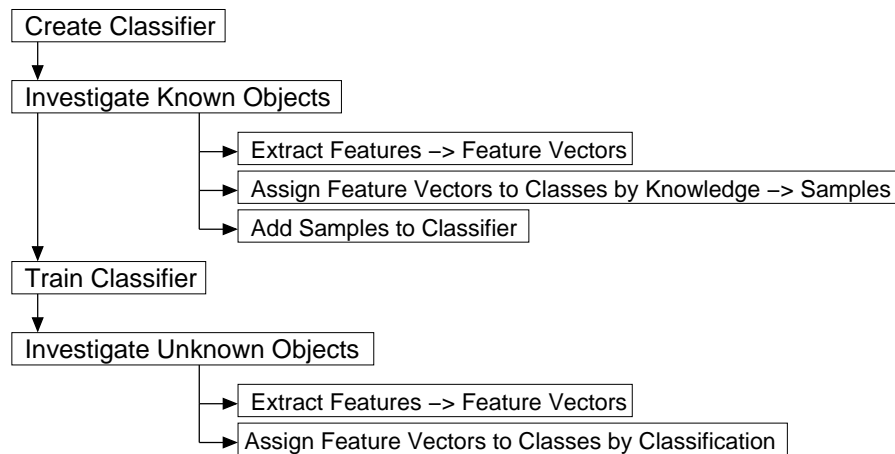 Create Classifier
Investigate Known Objects
Extract Features −> Feature Vectors
Assign Feature Vectors to Classes by Knowledge −> Samples
Add Samples to Classifier
Train Classifier
Investigate Unknown Objects
Extract Features −> Feature Vectors
Assign Feature Vectors to Classes by Classification